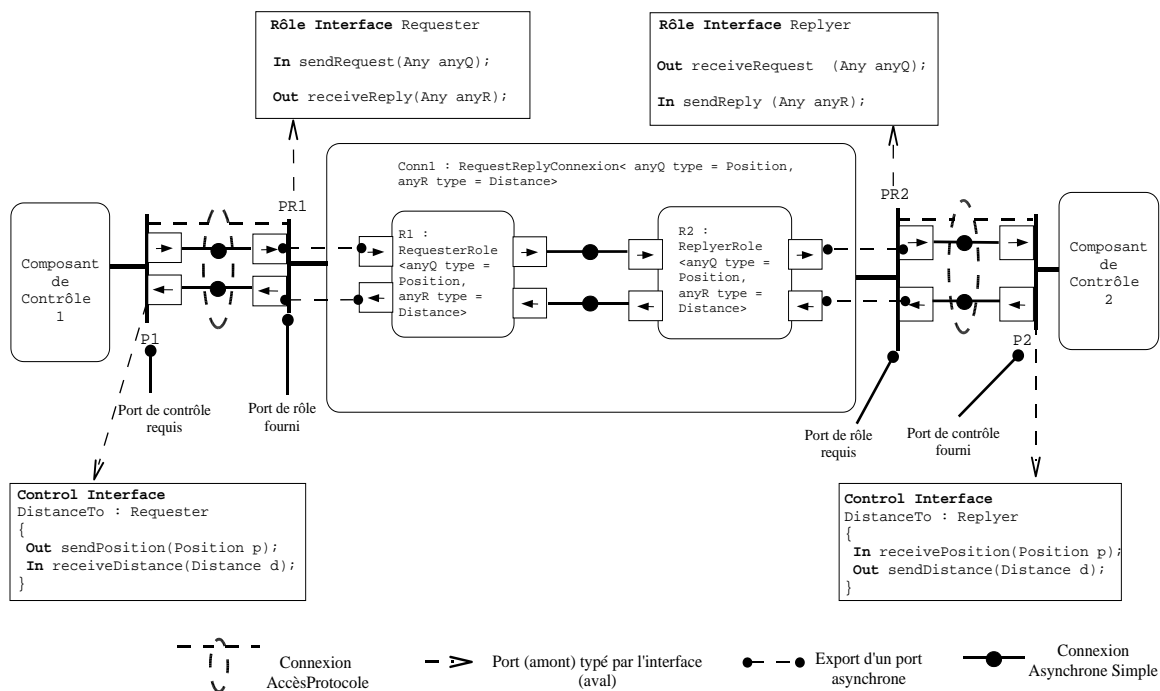 Rôle Interface Requester
In sendRequest(Any anyQ);
Out receiveReply(Any anyR);
Rôle Interface Replyer
Out receiveRequest (Any anyQ);
In sendReply (Any anyR);
Conn1 : RequestReplyConnexion< anyQ type = Position,
anyR type = Distance>
PR1
PR2
Composant
de
Contrôle
1
R1 :
RequesterRole
<anyQ type =
Position,
anyR type =
Distance>
R2 :
ReplyerRole
<anyQ type =
Position,
anyR type =
Distance>
Composant
de
Contrôle
2
P1
P2
Port de contrôle
requis
Port de rôle
fourni
Port de rôle
requis
Port de contrôle
fourni
Control Interface
DistanceTo : Requester
{
Out sendPosition(Position p);
In receiveDistance(Distance d);
}
Control Interface
DistanceTo : Replyer
{
In receivePosition(Position p);
Out sendDistance(Distance d);
}
Connexion
AccèsProtocole
Port (amont) typé par l'interface
(aval)
Export d'un port
asynchrone
Connexion
Asynchrone Simple